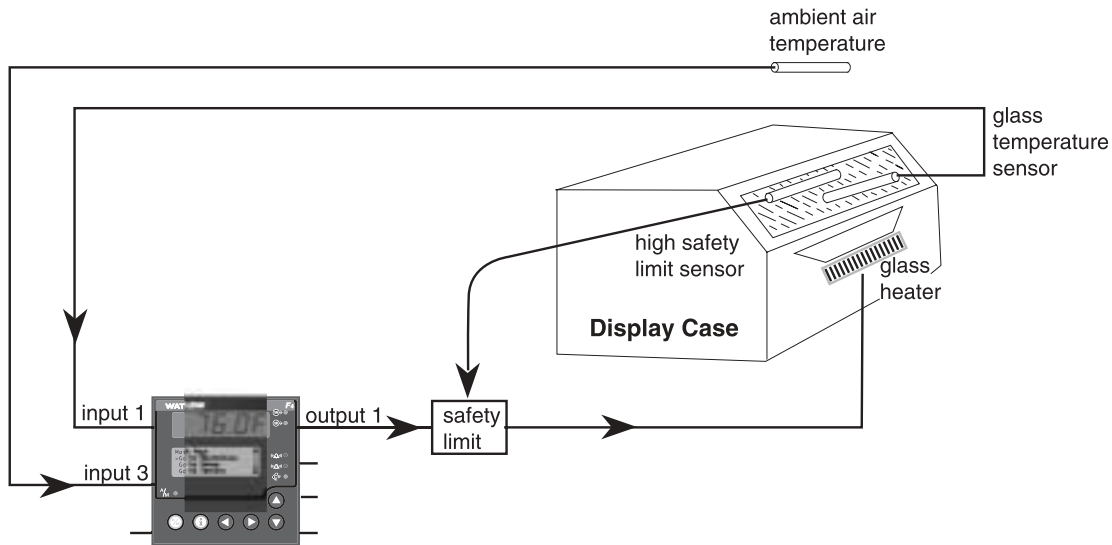 ambient air
temperature
glass
temperature
sensor
high safety
limit sensor
glass
heater
Display Case
input 1
output 1
safety
limit
input 3